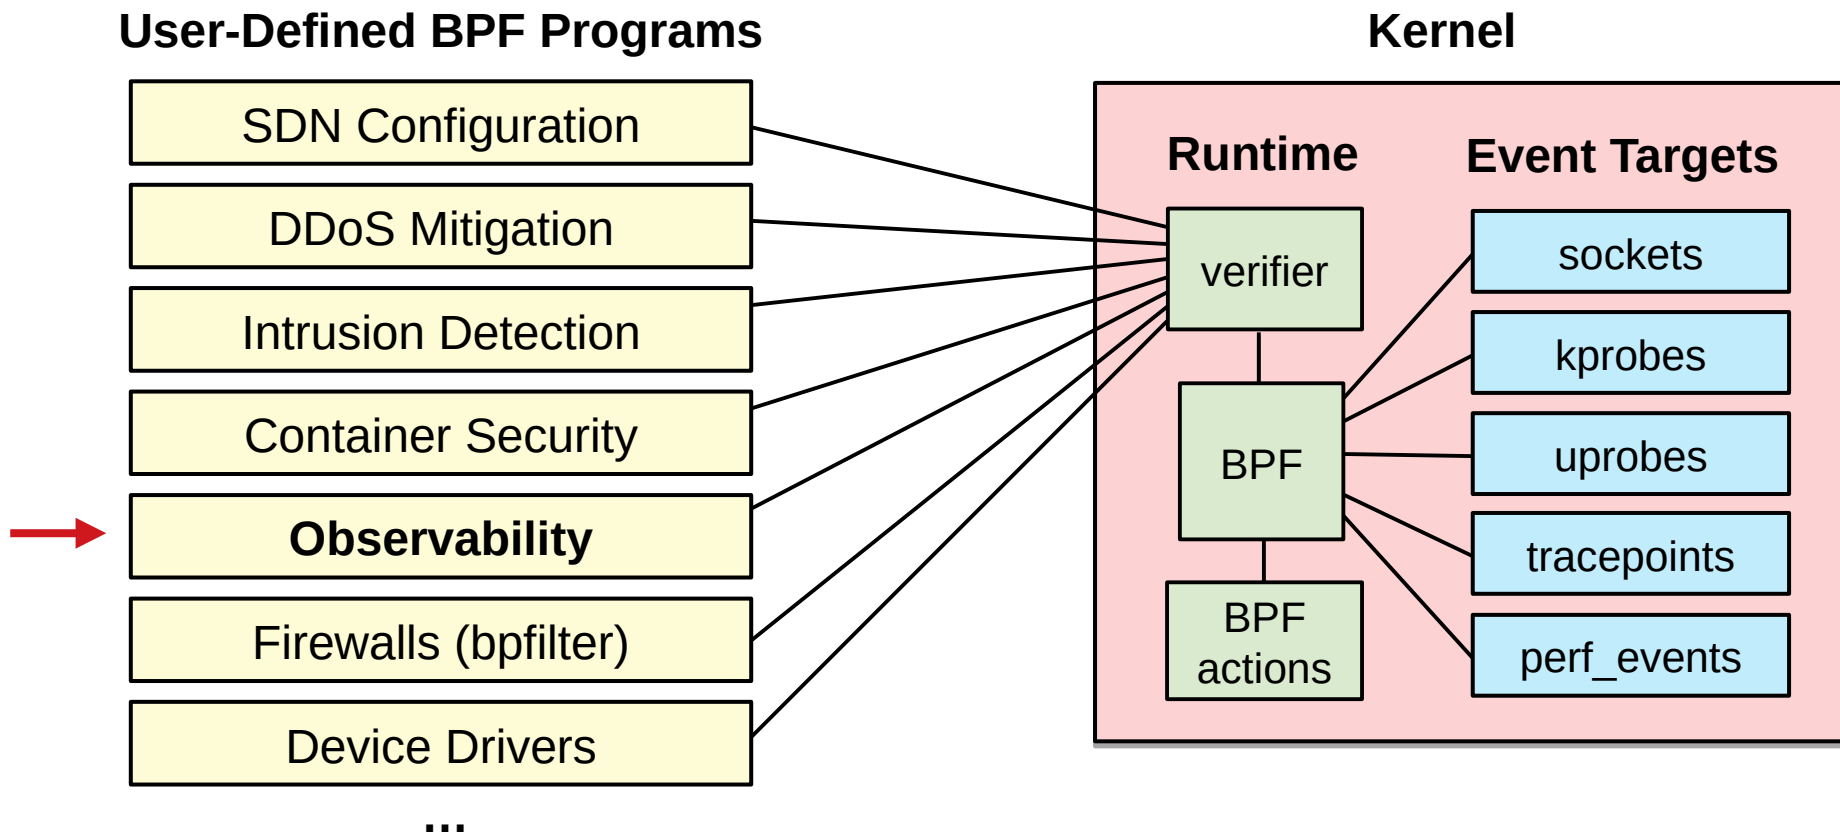 User-Defined BPF Programs
SDN Configuration
DDoS Mitigation
Intrusion Detection
Container Security
Observability
Firewalls (bpfilter)
Device Drivers
...
Kernel
Runtime
verifier
BPF
BPF
actions
Event Targets
sockets
kprobes
uprobes
tracepoints
perf_events